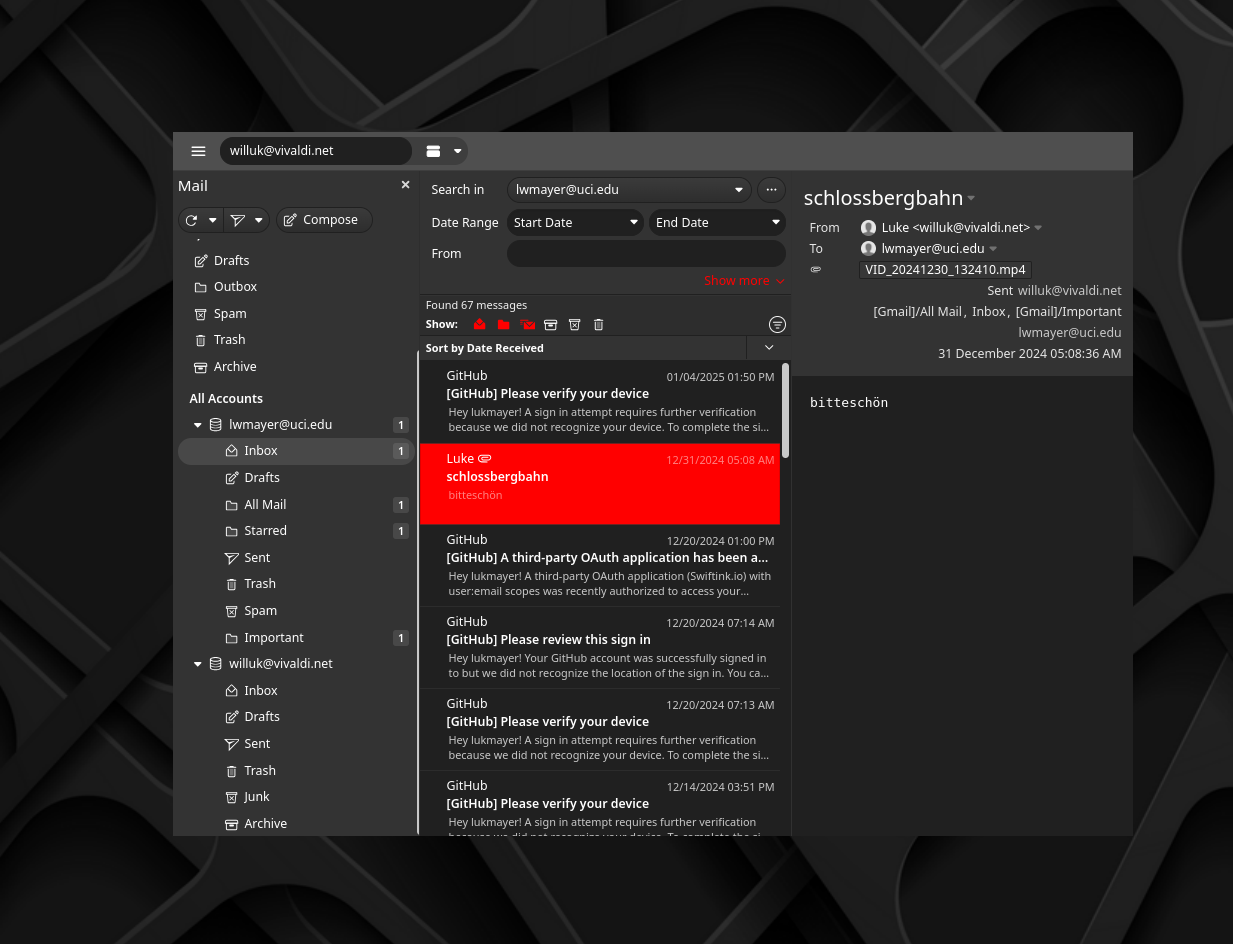 willuk@vivaldi.net
Mail
Compose
Drafts
Outbox
Spam
Trash
Archive
All Accounts
lwmayer@uci.edu 1
Inbox 1
Drafts
All Mail 1
Starred 1
Sent
Trash
Spam
Important 1
willuk@vivaldi.net
Inbox
Drafts
Sent
Trash
Junk
Archive
Search in lwmayer@uci.edu
Date Range Start Date End Date
From
Show more
Found 67 messages
Show:
Sort by Date Received
GitHub 01/04/2025 01:50 PM
[GitHub] Please verify your device
Hey lukmayer! A sign in attempt requires further verification
because we did not recognize your device. To complete the si...
Luke 12/31/2024 05:08 AM
schlossbergbahn
bitteschön
GitHub 12/20/2024 01:00 PM
[GitHub] A third-party OAuth application has been a...
Hey lukmayer! A third-party OAuth application (Swiftink.io) with
user:email scopes was recently authorized to access your...
GitHub 12/20/2024 07:14 AM
[GitHub] Please review this sign in
Hey lukmayer! Your GitHub account was successfully signed in
to but we did not recognize the location of the sign in. You ca...
GitHub 12/20/2024 07:13 AM
[GitHub] Please verify your device
Hey lukmayer! A sign in attempt requires further verification
because we did not recognize your device. To complete the si...
GitHub 12/14/2024 03:51 PM
[GitHub] Please verify your device
Hey lukmayer! A sign in attempt requires further verification
because we did not recognize your device. To complete the si...
schlossbergbahn
From Luke <willuk@vivaldi.net>
To lwmayer@uci.edu
VID_20241230_132410.mp4
Sent willuk@vivaldi.net
[Gmail]/All Mail, Inbox, [Gmail]/Important
lwmayer@uci.edu
31 December 2024 05:08:36 AM
bitteschön